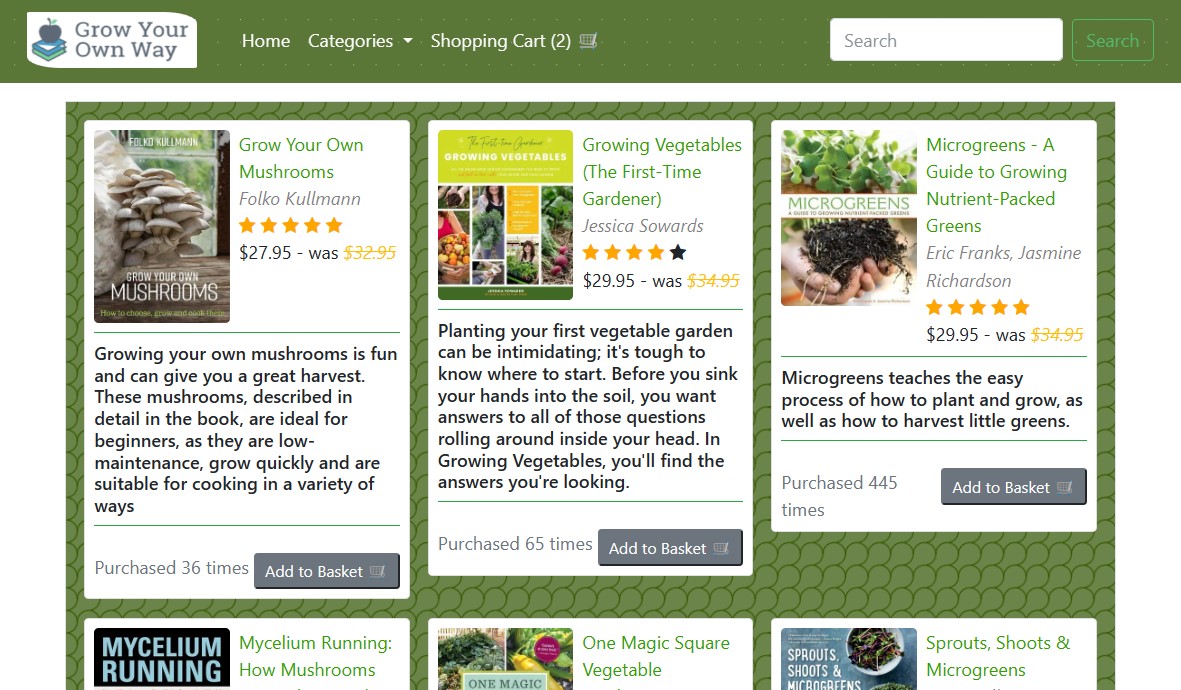 Grow Your
Own Way
Home
Categories
Shopping Cart (2)
Search
Search
FOLKO KULLMANN
GROW YOUR OWN
MUSHROOMS
How to choose, grow and cook them
Grow Your Own
Mushrooms
Folko Kullmann
$27.95 - was $32.95
Growing your own mushrooms is fun
and can give you a great harvest.
These mushrooms, described in
detail in the book, are ideal for
beginners, as they are low-
maintenance, grow quickly and are
suitable for cooking in a variety of
ways
Purchased 36 times
Add to Basket
The First-time Gardener
GROWING VEGETABLES
JESSICA SOWARDS
Growing Vegetables
(The First-Time
Gardener)
Jessica Sowards
$29.95 - was $34.95
Planting your first vegetable garden
can be intimidating; it's tough to
know where to start. Before you sink
your hands into the soil, you want
answers to all of those questions
rolling around inside your head. In
Growing Vegetables, you'll find the
answers you're looking.
Purchased 65 times
Add to Basket
MICROGREENS
A GUIDE TO GROWING NUTRIENT-PACKED GREENS
Microgreens - A
Guide to Growing
Nutrient-Packed
Greens
Eric Franks, Jasmine
Richardson
$29.95 - was $34.95
Microgreens teaches the easy
process of how to plant and grow, as
well as how to harvest little greens.
Purchased 445
times
Add to Basket
MYCELIUM
RUNNING
Mycelium Running:
How Mushrooms
ONE MAGIC
One Magic Square
Vegetable
SPROUTS,
SHOOTS &
MICROGREENS
Sprouts, Shoots &
Microgreens